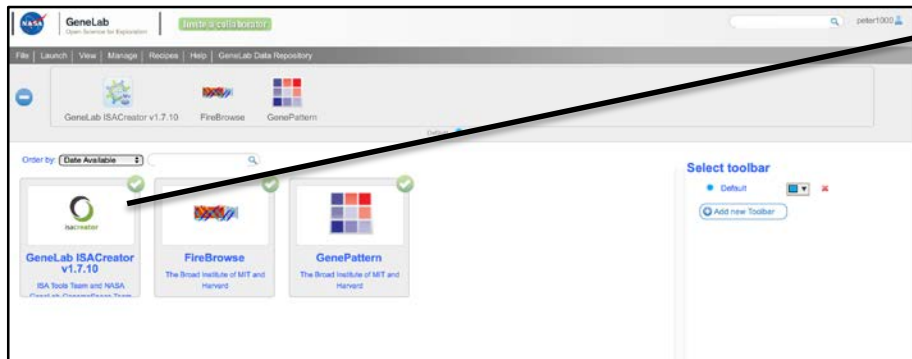 NASA
GeneLab
Open Science for Exploration
Invite a collaborator
peter1000
File | Launch | View | Manage | Recipes | Help | GeneLab Data Repository
GeneLab ISACreator v1.7.10 FireBrowse GenePattern
Default
Order by: Date Available
isacreator
GeneLab ISACreator
v1.7.10
ISA Tools Team and NASA
GeneLab GenomeSpace Team
FireBrowse
The Broad Institute of MIT and
Harvard
GenePattern
The Broad Institute of MIT and
Harvard
Select toolbar
Default
Add new Toolbar